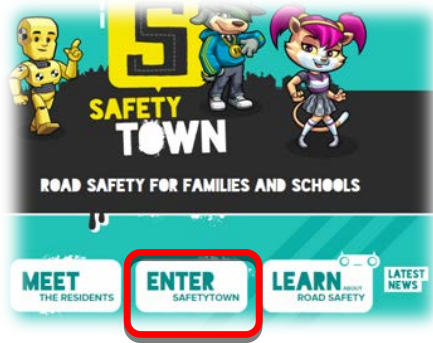 S
SAFETY
TOWN
ROAD SAFETY FOR FAMILIES AND SCHOOLS
MEET
THE RESIDENTS
ENTER
SAFETYTOWN
LEARN ABOUT
ROAD SAFETY
LATEST
NEWS